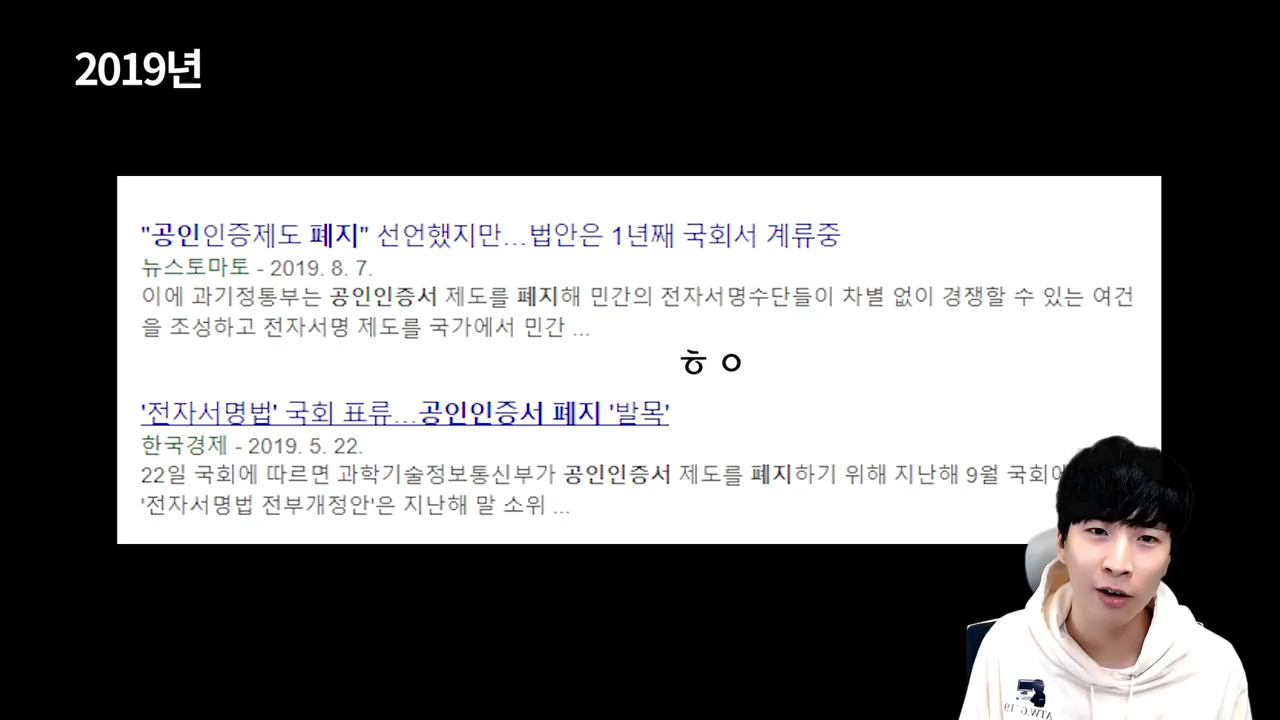 2019년
"공인인증제도 폐지" 선언했지만…법안은 1년째 국회서 계류중
뉴스토마토 - 2019. 8. 7.
이에 과기정통부는 공인인증서 제도를 폐지해 민간의 전자서명수단들이 차별 없이 경쟁할 수 있는 여건
을 조성하고 전자서명 제도를 국가에서 민간 ...
ㅎㅇ
'전자서명법' 국회 표류…공인인증서 폐지 '발목'
한국경제 - 2019. 5. 22.
22일 국회에 따르면 과학기술정보통신부가 공인인증서 제도를 폐지하기 위해 지난해 9월
'전자서명법 전부개정안'은 지난해 말 소위 ...